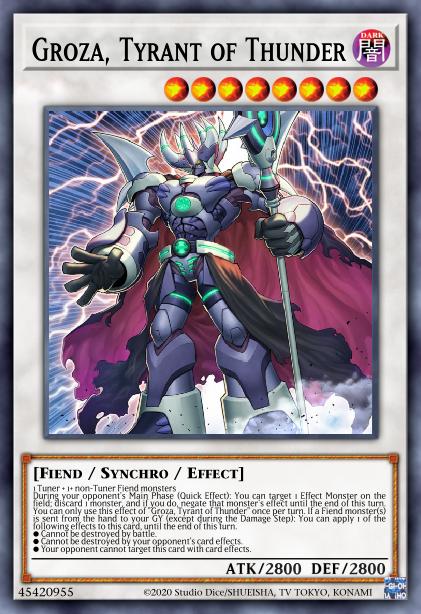 GROZA, TYRANT OF THUNDER
DARK
闇
[FIEND / SYNCHRO / EFFECT]
1 Tuner + 1+ non-Tuner Fiend monsters
During your opponent's Main Phase (Quick Effect): You can target 1 Effect Monster on the
field; discard 1 monster, and if you do, negate that monster's effect until the end of this turn.
You can only use this effect of "Groza, Tyrant of Thunder" once per turn. If a Fiend monster(s)
is sent from the hand to your GY (except during the Damage Step): You can apply 1 of the
following effects to this card, until the end of this turn.
● Cannot be destroyed by battle.
● Cannot be destroyed by your opponent's card effects.
● Your opponent cannot target this card with card effects.
ATK/2800 DEF/2800
45420955
©2020 Studio Dice/SHUEISHA, TV TOKYO, KONAMI